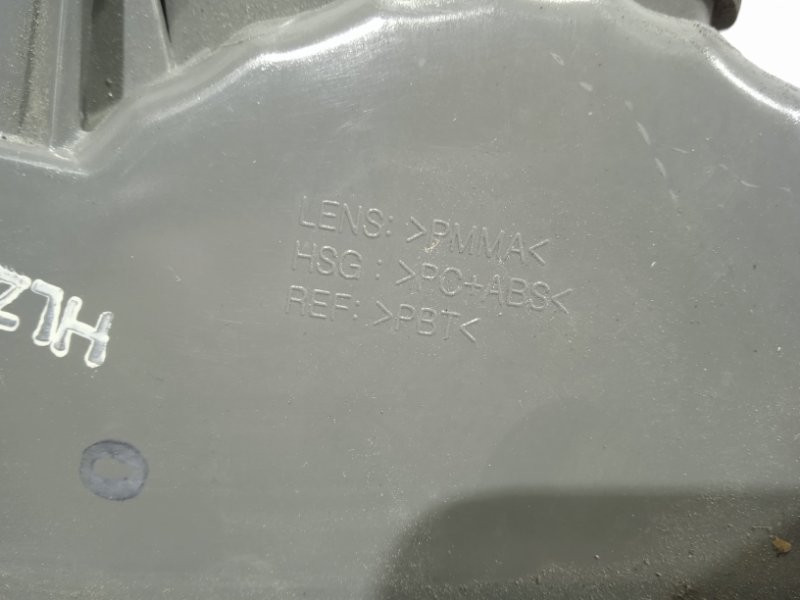 LENS: >PMMA<
HSG : >PC+ABS<
REF: >PBT<